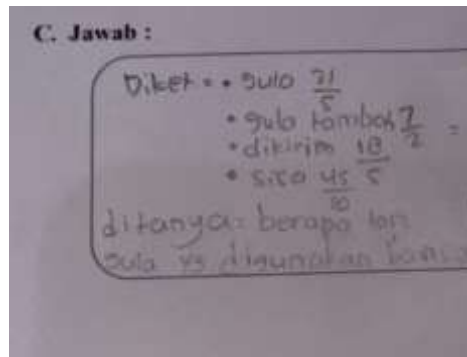 C. Jawab :
Diket = • gula 21/5
• gula tambah 7/2 =
• dikirim 18/5
• sisa 45/10
ditanya: berapa ton
gula yg digunakan